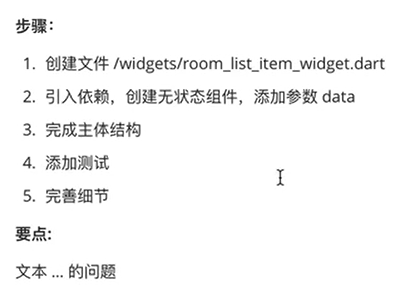 步骤：
1. 创建文件 /widgets/room_list_item_widget.dart
2. 引入依赖，创建无状态组件，添加参数 data
3. 完成主体结构
4. 添加测试
5. 完善细节
要点:
文本 ... 的问题